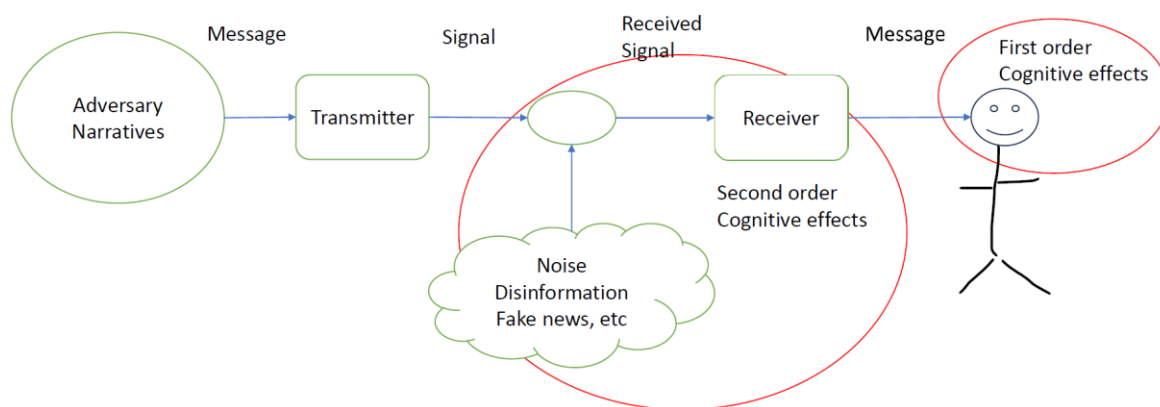 Message
Signal
Received
Signal
Message
First order
Cognitive effects
Adversary
Narratives
Transmitter
Receiver
Second order
Cognitive effects
Noise
Disinformation
Fake news, etc